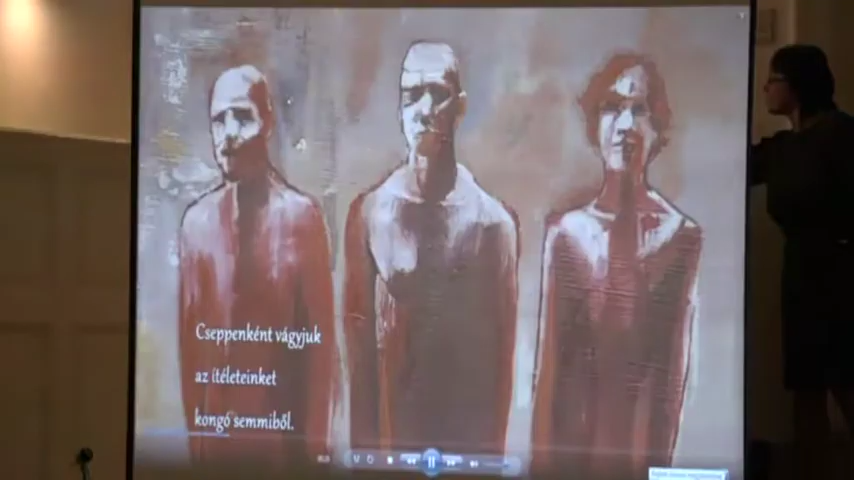 Cseppenként vágyjuk
az ítéleteinket
kongó semmiből.